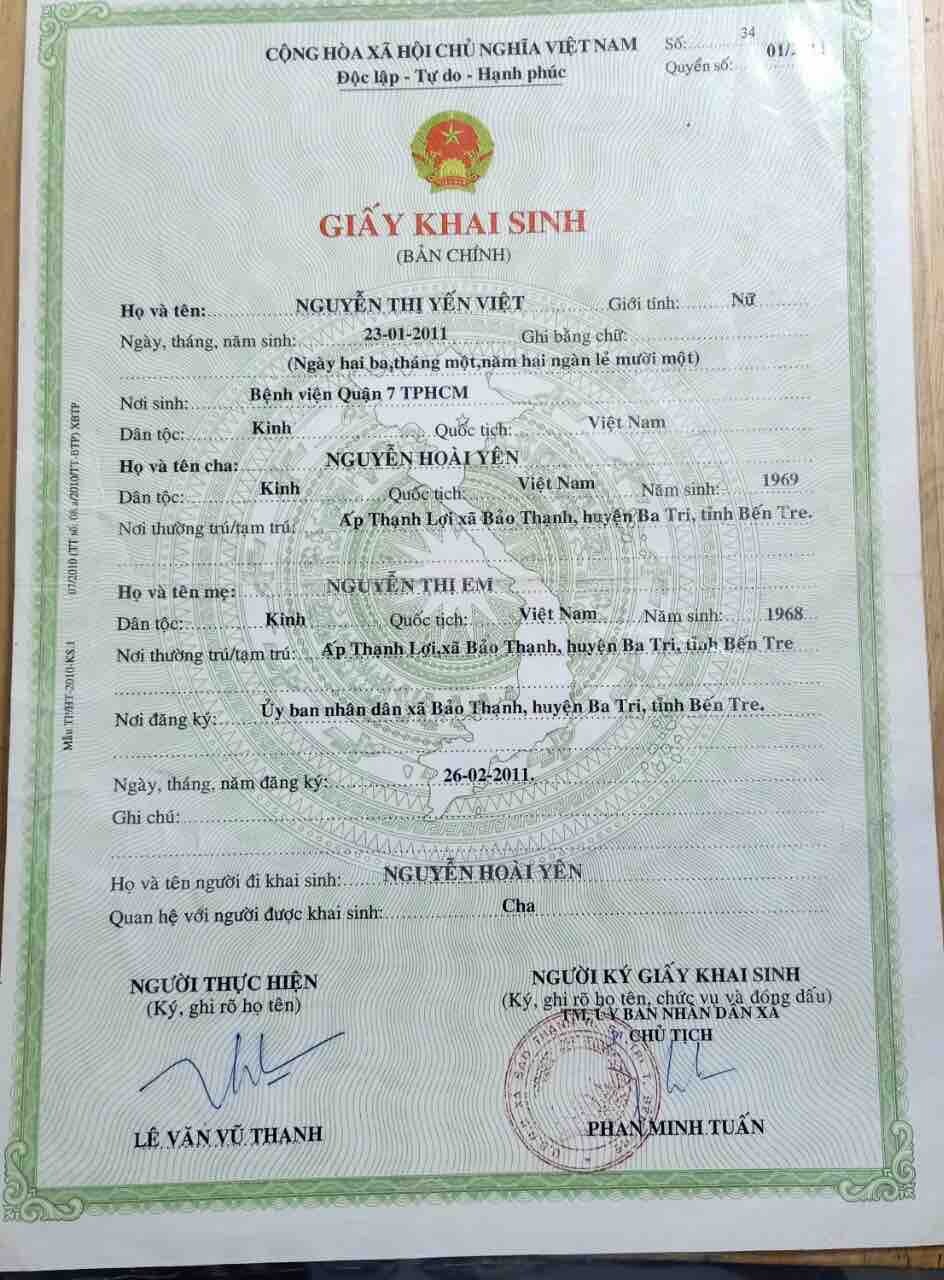 CỘNG HÒA XÃ HỘI CHỦ NGHĨA VIỆT NAM
Độc lập - Tự do - Hạnh phúc
Số: 34
Quyển số: 01/
GIẤY KHAI SINH
(BẢN CHÍNH)
Họ và tên: NGUYỄN THỊ YẾN VIỆT Giới tính: Nữ
Ngày, tháng, năm sinh: 23-01-2011 Ghi bằng chữ:
(Ngày hai ba,tháng một,năm hai ngàn lẻ mười một)
Nơi sinh: Bệnh viện Quận 7 TPHCM
Dân tộc: Kinh Quốc tịch: Việt Nam
Họ và tên cha: NGUYỄN HOÀI YÊN
Dân tộc: Kinh Quốc tịch: Việt Nam Năm sinh: 1969
Nơi thường trú/tạm trú: Ấp Thạnh Lợi xã Bảo Thạnh, huyện Ba Tri, tỉnh Bến Tre.
Họ và tên mẹ: NGUYỄN THỊ EM
Dân tộc: Kinh Quốc tịch: Việt Nam Năm sinh: 1968
Nơi thường trú/tạm trú: Ấp Thạnh Lợi,xã Bảo Thạnh, huyện Ba Tri, tỉnh Bến Tre
Nơi đăng ký: Ủy ban nhân dân xã Bảo Thạnh, huyện Ba Tri, tỉnh Bến Tre.
Ngày, tháng, năm đăng ký: 26-02-2011.
Ghi chú:
Họ và tên người đi khai sinh: NGUYỄN HOÀI YÊN
Quan hệ với người được khai sinh: Cha
NGƯỜI THỰC HIỆN
(Ký, ghi rõ họ tên)
LÊ VĂN VŨ THANH
NGƯỜI KÝ GIẤY KHAI SINH
(Ký, ghi rõ họ tên, chức vụ và đóng dấu)
TM, ỦY BAN NHÂN DÂN XÃ
CHỦ TỊCH
PHAN MINH TUẤN
Mẫu TP/HT-2010-KS.1